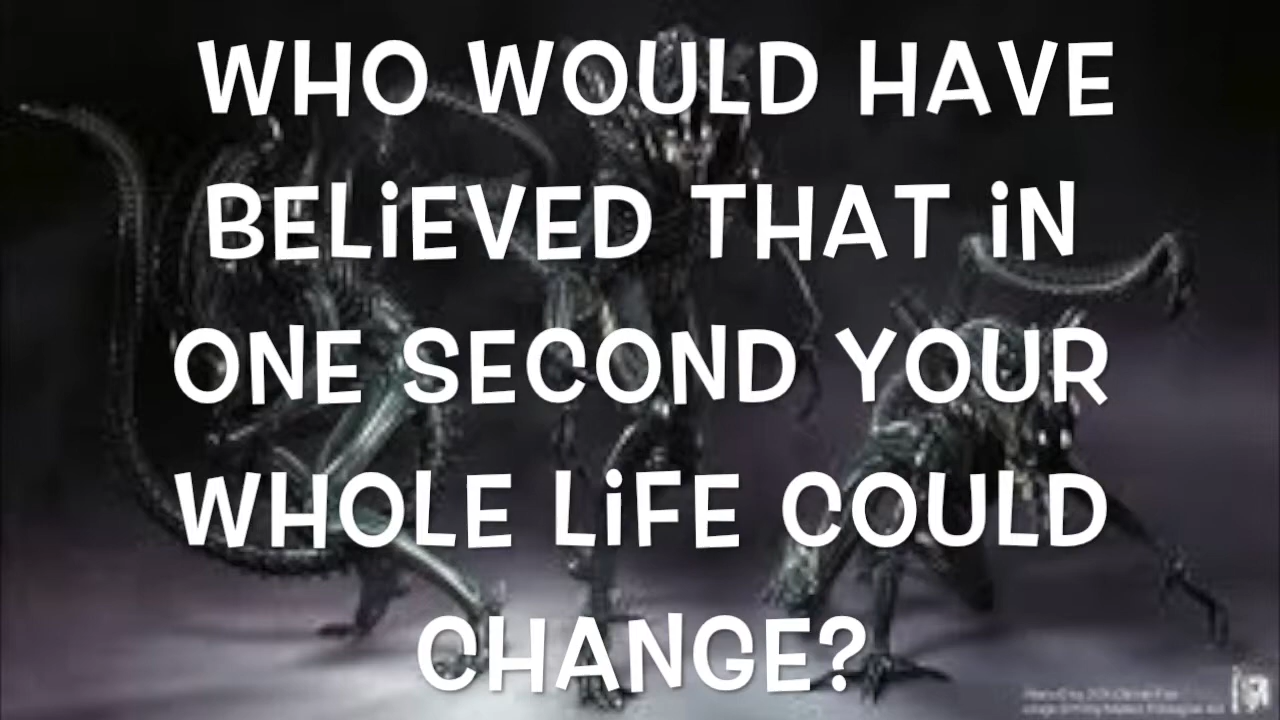 WHO WOULD HAVE
BELiEVED THAT iN
ONE SECOND YOUR
WHOLE LiFE COULD
CHANGE?